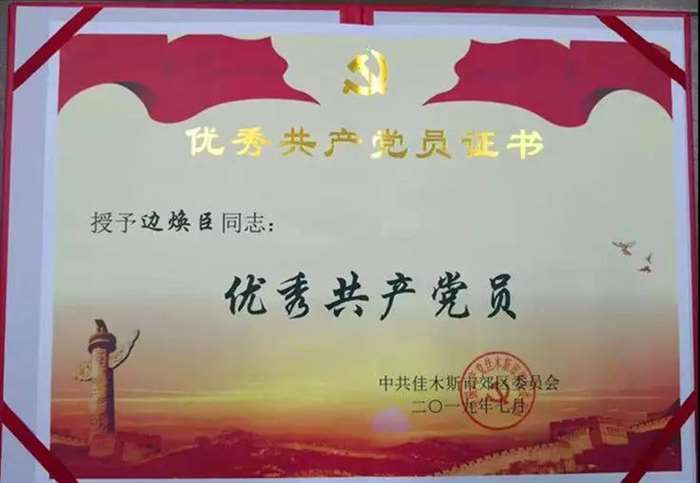 优秀共产党员证书
授予边焕臣同志：
优秀共产党员
中共佳木斯市郊区委员会
二〇一九年七月